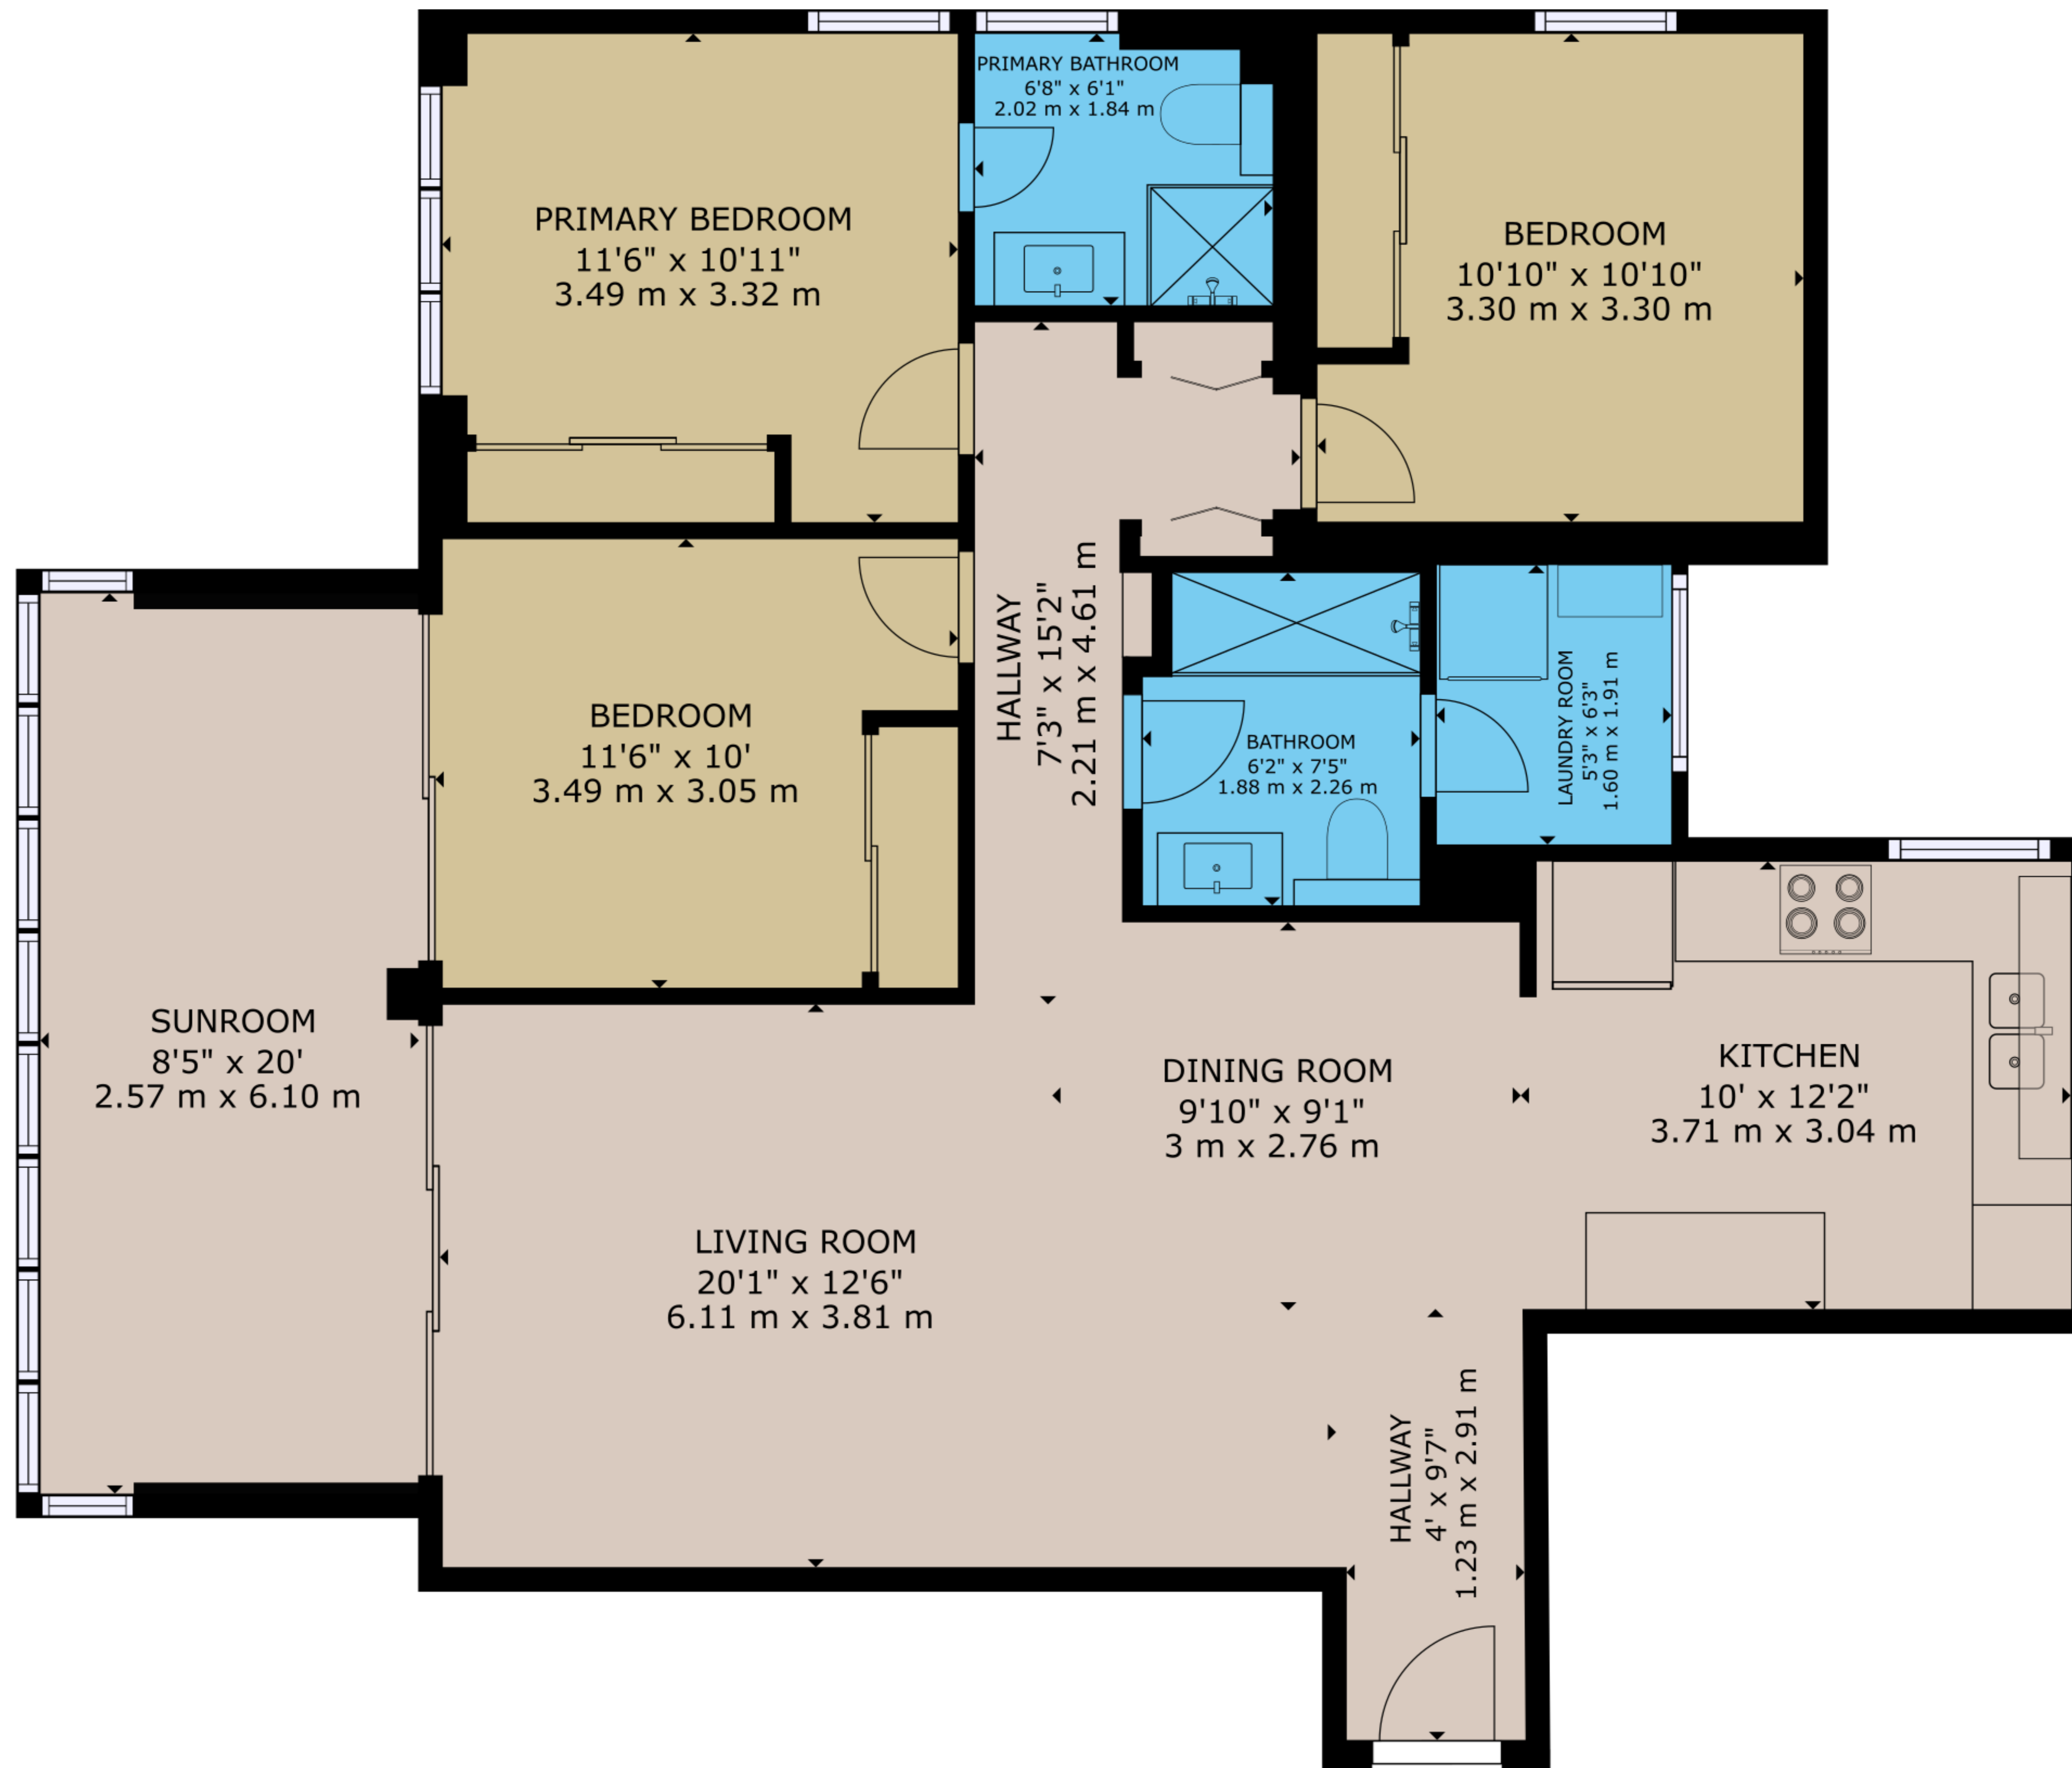 PRIMARY BATHROOM
6'8" x 6'1"
2.02 m x 1.84 m
PRIMARY BEDROOM
11'6" x 10'11"
3.49 m x 3.32 m
BEDROOM
10'10" x 10'10"
3.30 m x 3.30 m
BEDROOM
11'6" x 10'
3.49 m x 3.05 m
HALLWAY
7'3" x 15'2"
2.21 m x 4.61 m
BATHROOM
6'2" x 7'5"
1.88 m x 2.26 m
LAUNDRY ROOM
5'3" x 6'3"
1.60 m x 1.91 m
SUNROOM
8'5" x 20'
2.57 m x 6.10 m
DINING ROOM
9'10" x 9'1"
3 m x 2.76 m
KITCHEN
10' x 12'2"
3.71 m x 3.04 m
LIVING ROOM
20'1" x 12'6"
6.11 m x 3.81 m
HALLWAY
4' x 9'7"
1.23 m x 2.91 m